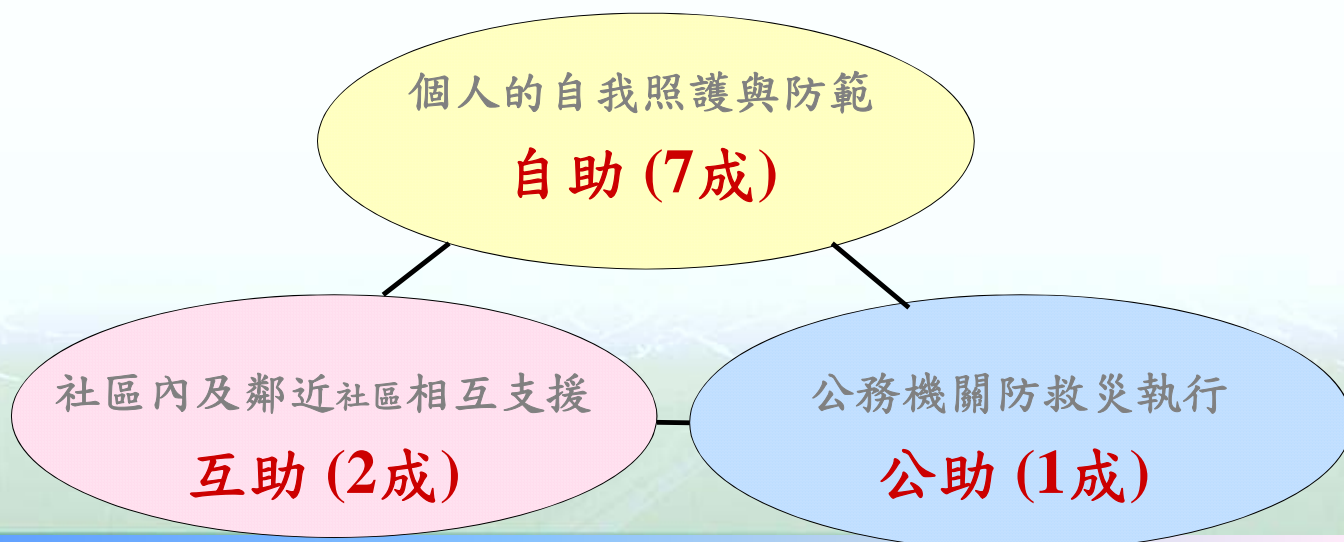 個人的自我照護與防範
自助 (7成)
社區內及鄰近社區相互支援
互助 (2成)
公務機關防救災執行
公助 (1成)